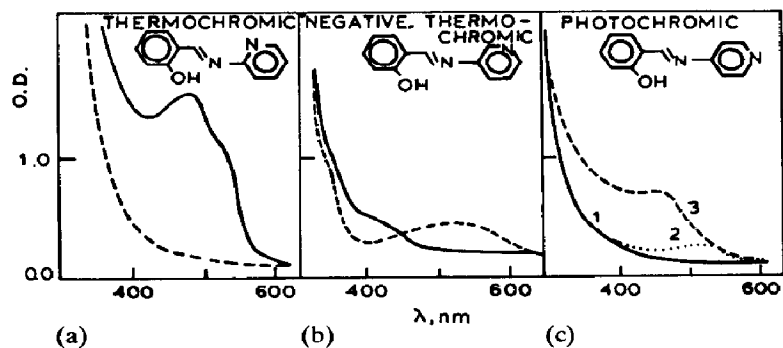 THERMOCHROMIC
N
N
OH
NEGATIVE THERMO-
CHROMIC
N
N
OH
PHOTOCHROMIC
N
N
OH
O.D.
1.0
0.0
1
2
3
400 600
400 600
400 600
λ, nm
(a) (b) (c)